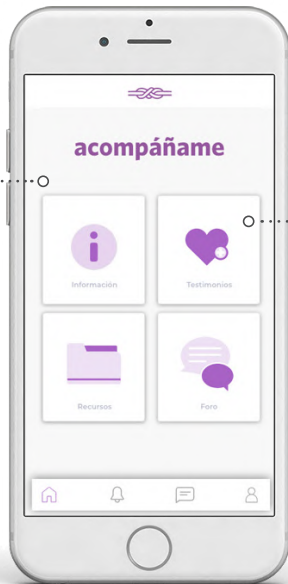 acompáñame
Información
Testimonios
Recursos
Foro